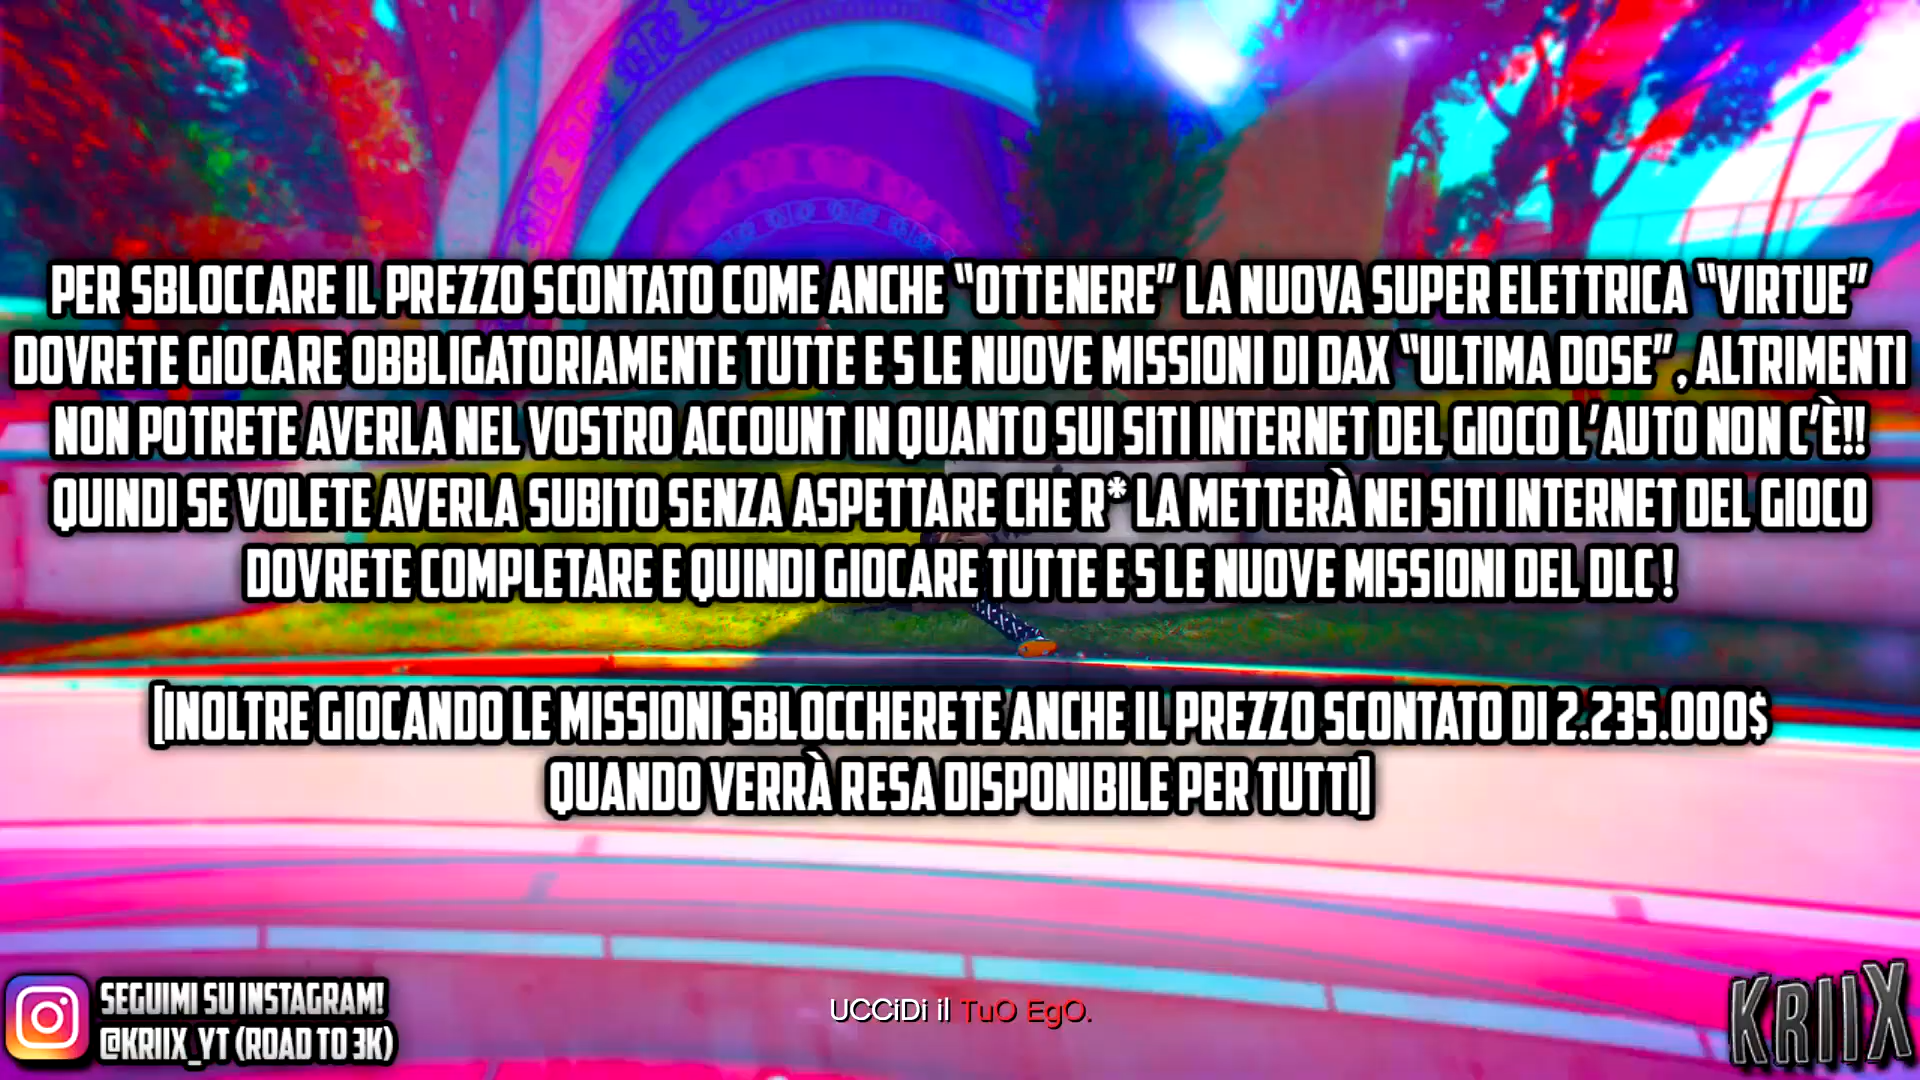 PER SBLOCCARE IL PREZZO SCONTATO COME ANCHE “OTTENERE” LA NUOVA SUPER ELETTRICA “VIRTUE”
DOVRETE GIOCARE OBBLIGATORIAMENTE TUTTE E 5 LE NUOVE MISSIONI DI DAX “ULTIMA DOSE” , ALTRIMENTI
NON POTRETE AVERLA NEL VOSTRO ACCOUNT IN QUANTO SUI SITI INTERNET DEL GIOCO L’AUTO NON C’È!!
QUINDI SE VOLETE AVERLA SUBITO SENZA ASPETTARE CHE R* LA METTERÀ NEI SITI INTERNET DEL GIOCO
DOVRETE COMPLETARE E QUINDI GIOCARE TUTTE E 5 LE NUOVE MISSIONI DEL DLC !
[INOLTRE GIOCANDO LE MISSIONI SBLOCCHERETE ANCHE IL PREZZO SCONTATO DI 2.235.000$
QUANDO VERRÀ RESA DISPONIBILE PER TUTTI]
SEGUIMI SU INSTAGRAM!
@KRIIX_YT (ROAD TO 3K)
UCCiDi il TuO EgO.
KRIIX